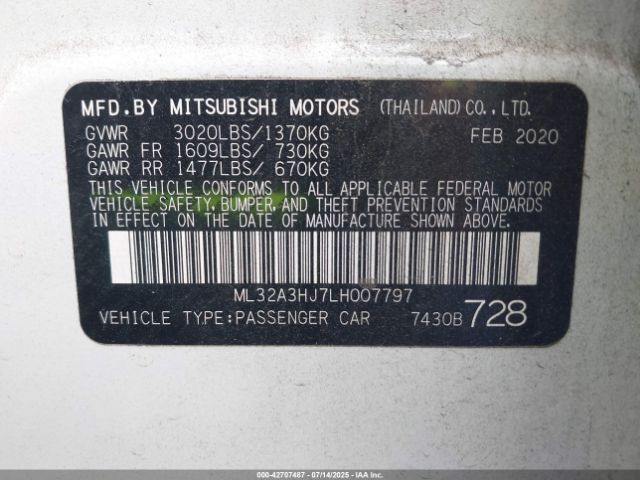 MFD.BY MITSUBISHI MOTORS (THAILAND) CO., LTD.
GVWR 3020LBS/1370KG FEB 2020
GAWR FR 1609LBS/ 730KG
GAWR RR 1477LBS/ 670KG
THIS VEHICLE CONFORMS TO ALL APPLICABLE FEDERAL MOTOR
VEHICLE SAFETY, BUMPER, AND THEFT PREVENTION STANDARDS
IN EFFECT ON THE DATE OF MANUFACTURE SHOWN ABOVE.
ML32A3HJ7LH007797
VEHICLE TYPE:PASSENGER CAR 7430B 728
000-42707487 - 07/14/2025 - IAA, Inc.